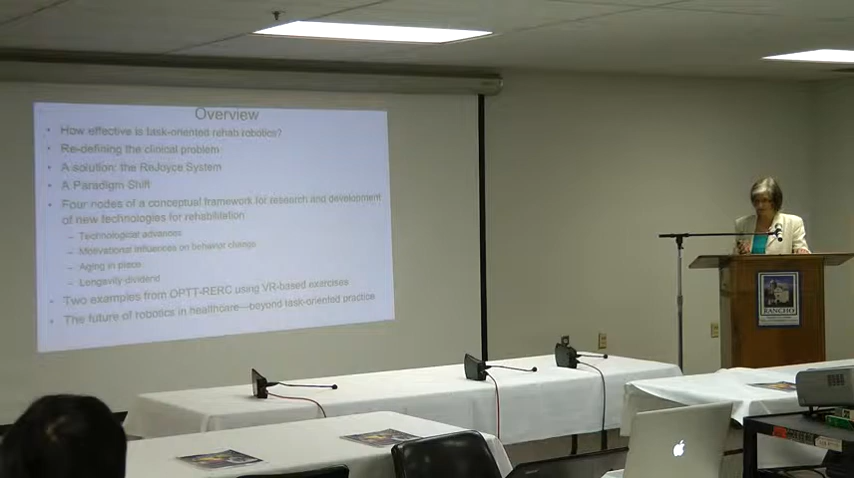 Overview
• How effective is task-oriented rehab robotics?
• Re-defining the clinical problem
• A solution: the ReJoyce System
• A Paradigm Shift
• Four nodes of a conceptual framework for research and development
of new technologies for rehabilitation
– Technological advances
– Motivational influences on behavior change
– Aging in place
– Longevity dividend
• Two examples from OPTT-RERC using VR-based exercises
• The future of robotics in healthcare—beyond task-oriented practice
RANCHO